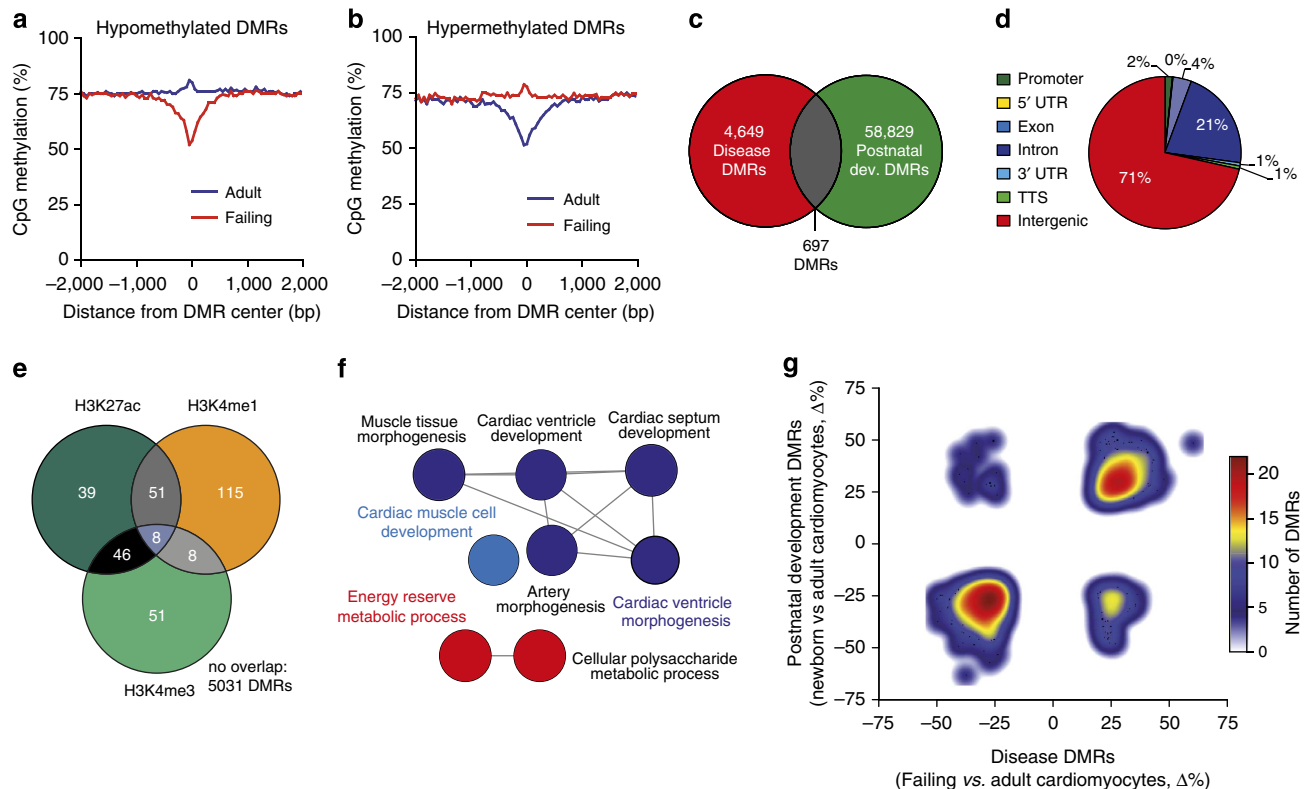 a
Hypomethylated DMRs
CpG methylation (%)
100
75
50
25
0
Adult
Failing
−2,000 −1,000 0 1,000 2,000
Distance from DMR center (bp)
b
Hypermethylated DMRs
CpG methylation (%)
100
75
50
25
0
Adult
Failing
−2,000 −1,000 0 1,000 2,000
Distance from DMR center (bp)
c
4,649
Disease
DMRs
58,829
Postnatal
dev. DMRs
697
DMRs
d
Promoter
5′ UTR
Exon
Intron
3′ UTR
TTS
Intergenic
2%
0%
4%
21%
1%
1%
71%
e
H3K27ac
H3K4me1
39
51
115
8
46
8
51
H3K4me3
no overlap:
5031 DMRs
f
Muscle tissue
morphogenesis
Cardiac ventricle
development
Cardiac septum
development
Cardiac muscle cell
development
Artery
morphogenesis
Cardiac ventricle
morphogenesis
Energy reserve
metabolic process
Cellular polysaccharide
metabolic process
g
Postnatal development DMRs
(newborn vs adult cardiomyocytes, Δ%)
75
50
25
0
−25
−50
−75
−75 −50 −25 0 25 50 75
Disease DMRs
(Failing vs. adult cardiomyocytes, Δ%)
20
15
10
5
0
Number of DMRs